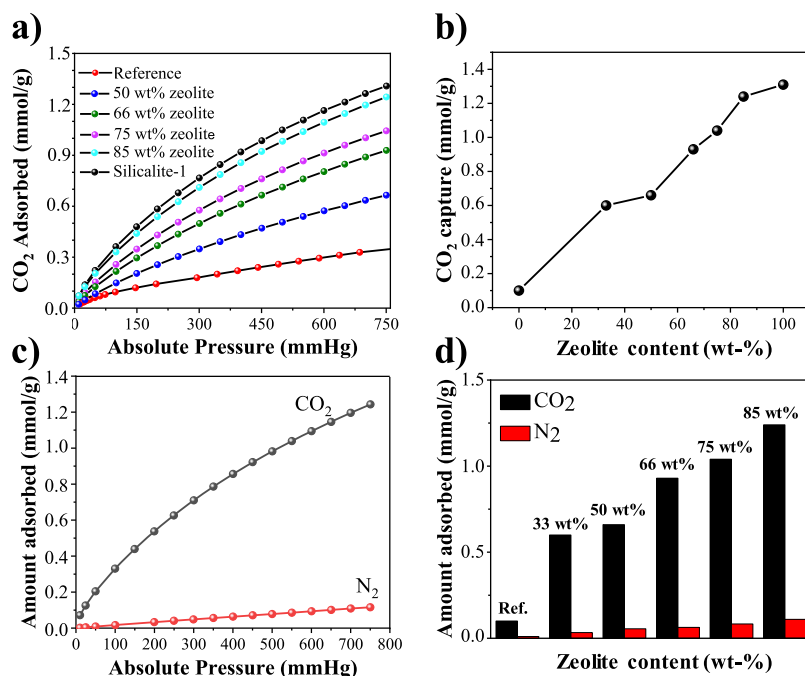 a)
CO2 Adsorbed (mmol/g)
1.5
1.2
0.9
0.6
0.3
0.0
Reference
50 wt% zeolite
66 wt% zeolite
75 wt% zeolite
85 wt% zeolite
Silicalite-1
0 150 300 450 600 750
Absolute Pressure (mmHg)
b)
CO2 capture (mmol/g)
1.4
1.2
1.0
0.8
0.6
0.4
0.2
0.0
0 20 40 60 80 100
Zeolite content (wt-%)
c)
Amount adsorbed (mmol/g)
1.4
1.2
1.0
0.8
0.6
0.4
0.2
0.0
CO2
N2
0 100 200 300 400 500 600 700 800
Absolute Pressure (mmHg)
d)
Amount adsorbed (mmol/g)
1.5
1.0
0.5
0.0
CO2
N2
Ref.
33 wt%
50 wt%
66 wt%
75 wt%
85 wt%
Zeolite content (wt-%)